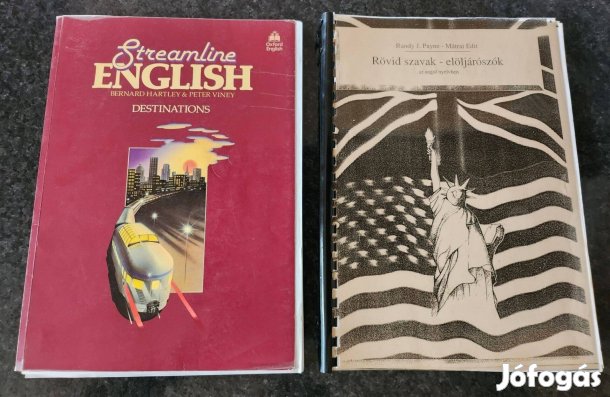 Streamline
ENGLISH
BERNARD HARTLEY & PETER VINEY
DESTINATIONS
Oxford
English
Randy J. Payne - Mátrai Edit
Rövid szavak - elöljárószók
az angol nyelvben
Jófogás